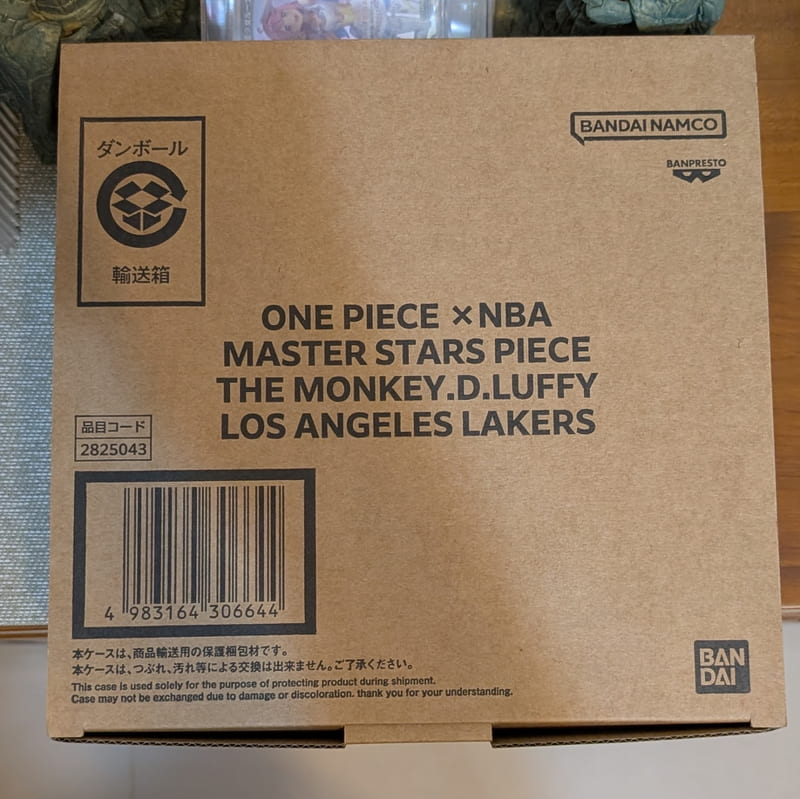 ダンボール
輸送箱
BANDAI NAMCO
BANPRESTO
ONE PIECE ×NBA
MASTER STARS PIECE
THE MONKEY.D.LUFFY
LOS ANGELES LAKERS
品目コード
2825043
4 983164 306644
本ケースは、商品輸送用の保護梱包材です。
本ケースは、つぶれ、汚れ等による交換は出来ません。ご了承ください。
This case is used solely for the purpose of protecting product during shipment.
Case may not be exchanged due to damage or discoloration. thank you for your understanding.
BAN
DAI